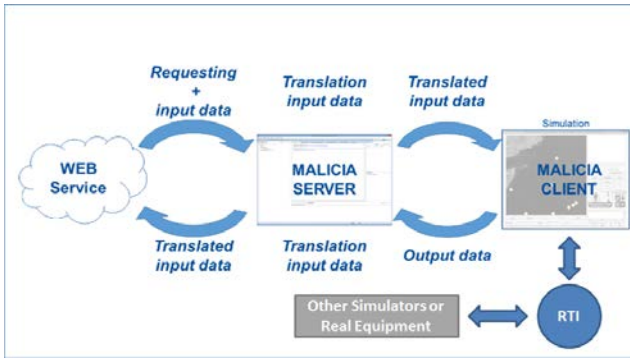 Requesting
+
input data
Translation
input data
Translated
input data
Simulation
WEB
Service
MALICIA
SERVER
MALICIA
CLIENT
Translated
input data
Translation
input data
Output data
Other Simulators or
Real Equipment
RTI